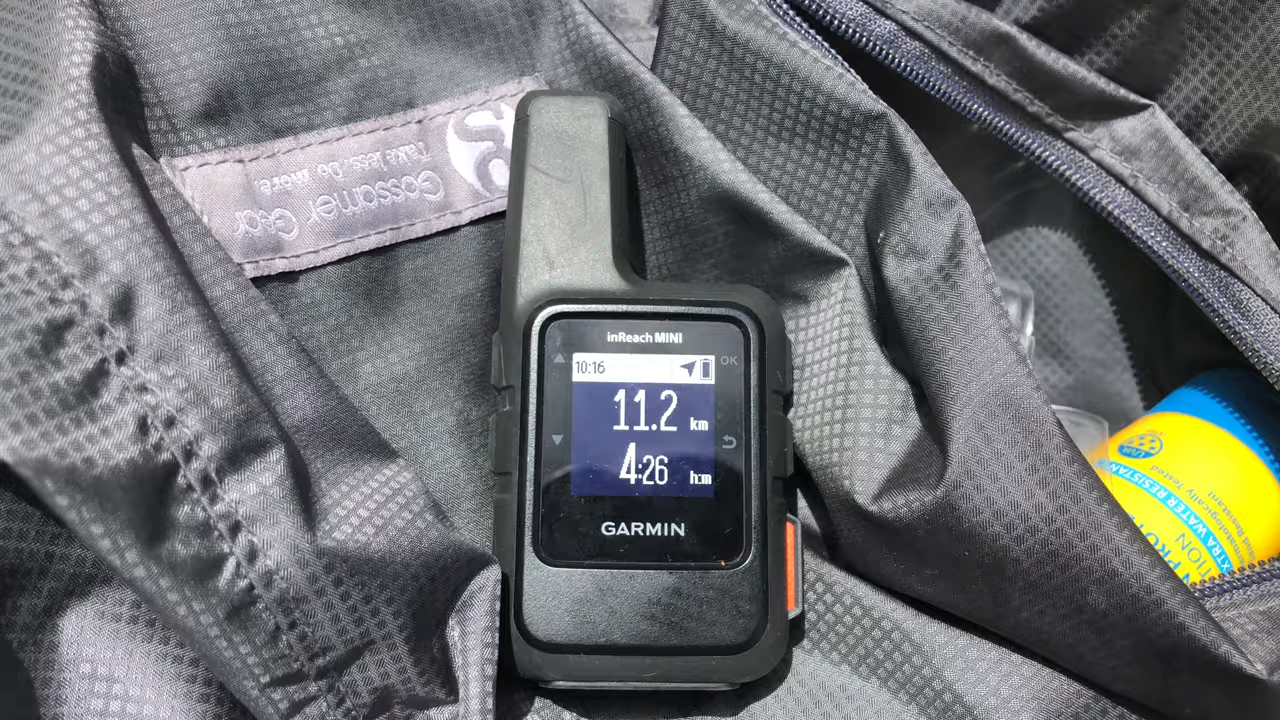 Gossamer Gear
Take less. Do more.
inReach MINI
OK
10:16
11.2 km
4:26 h:m
GARMIN
EXTRA WATER RESISTAN